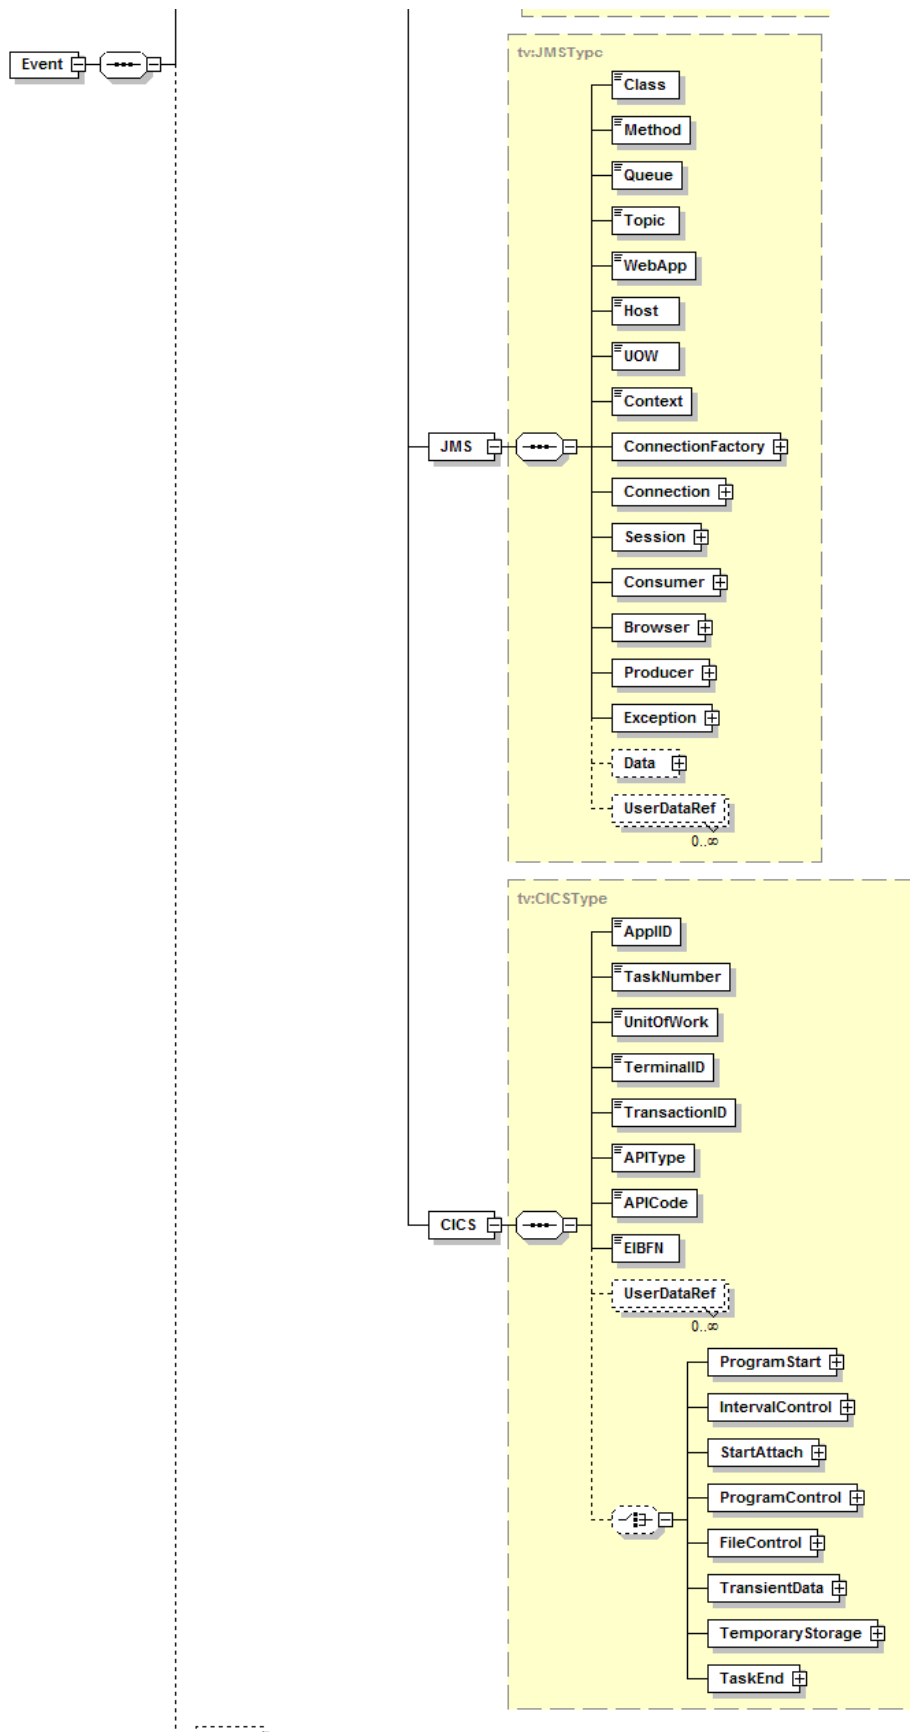 Event
tv:JMSType
Class
Method
Queue
Topic
WebApp
Host
UOW
Context
JMS
ConnectionFactory
Connection
Session
Consumer
Browser
Producer
Exception
Data
UserDataRef
0..∞
tv:CICSType
ApplID
TaskNumber
UnitOfWork
TerminalID
TransactionID
APIType
APICode
CICS
EIBFN
UserDataRef
0..∞
ProgramStart
IntervalControl
StartAttach
ProgramControl
FileControl
TransientData
TemporaryStorage
TaskEnd